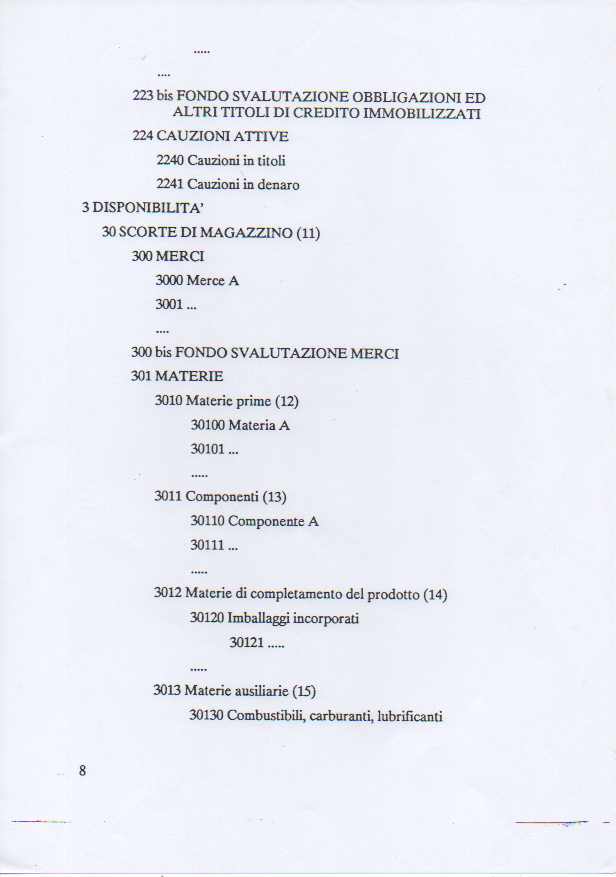 .....
....
223 bis FONDO SVALUTAZIONE OBBLIGAZIONI ED
ALTRI TITOLI DI CREDITO IMMOBILIZZATI
224 CAUZIONI ATTIVE
2240 Cauzioni in titoli
2241 Cauzioni in denaro
3 DISPONIBILITA'
30 SCORTE DI MAGAZZINO (11)
300 MERCI
3000 Merce A
3001 ...
....
300 bis FONDO SVALUTAZIONE MERCI
301 MATERIE
3010 Materie prime (12)
30100 Materia A
30101 ...
.....
3011 Componenti (13)
30110 Componente A
30111 ...
.....
3012 Materie di completamento del prodotto (14)
30120 Imballaggi incorporati
30121 .....
.....
3013 Materie ausiliarie (15)
30130 Combustibili, carburanti, lubrificanti
8